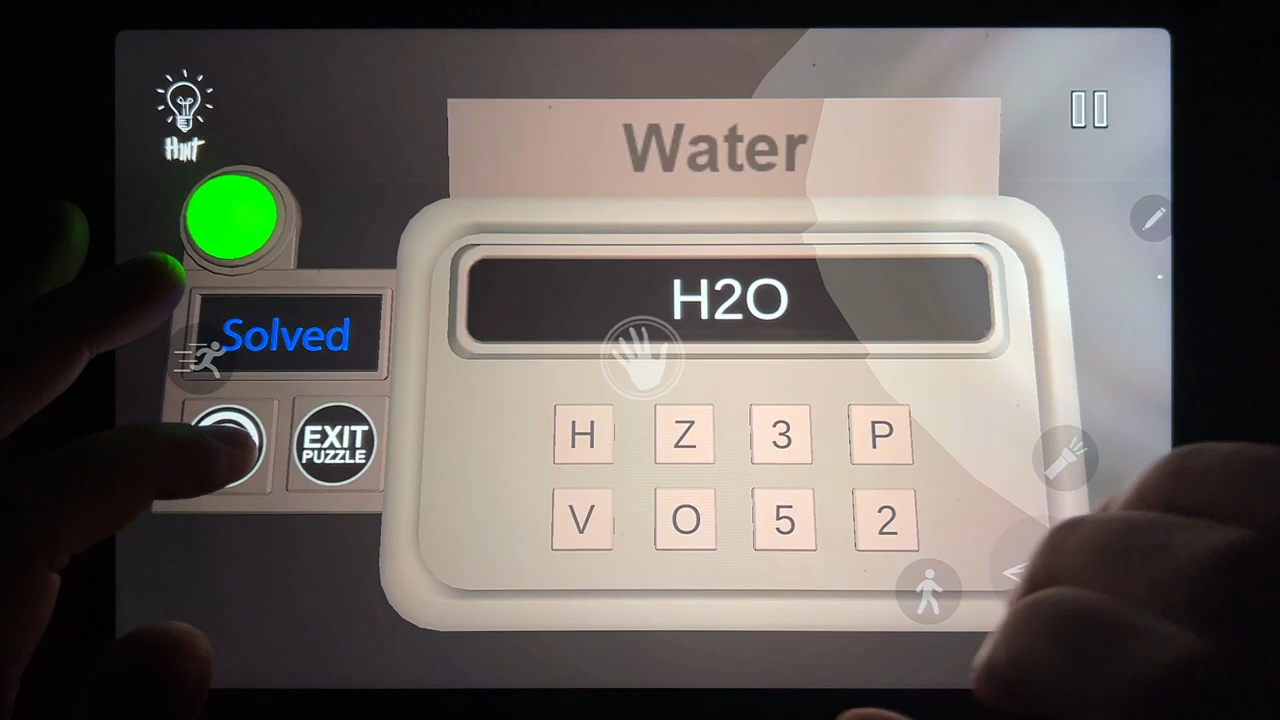 Hint
Water
H2O
Solved
EXIT
PUZZLE
H Z 3 P
V O 5 2